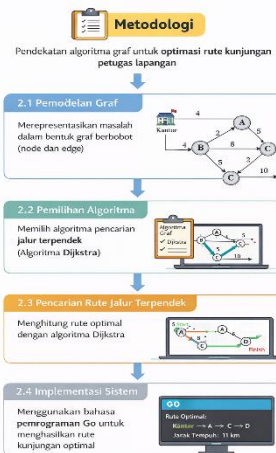 Metodologi
Pendekatan algoritma graf untuk optimasi rute kunjungan
petugas lapangan
2.1 Pemodelan Graf
Merepresentasikan masalah
dalam bentuk graf berbobot
(node dan edge)
Kantor
4
A
2
5
4
B
8
C
5
2
C
10
2.2 Pemilihan Algoritma
Memilih algoritma pencarian
jalur terpendek
(Algoritma Dijkstra)
Algoritma
Graf
Dijkstra
A
B
C
5
10
2.3 Pencarian Rute Jalur Terpendek
Menghitung rute optimal
dengan algoritma Dijkstra
A
A
C
D
Finish
2.4 Implementasi Sistem
Menggunakan bahasa
pemrograman Go untuk
menghasilkan rute
kunjungan optimal
GO
Rute Optimal:
Kantor → A → C → D
Jarak Tempuh: 11 km